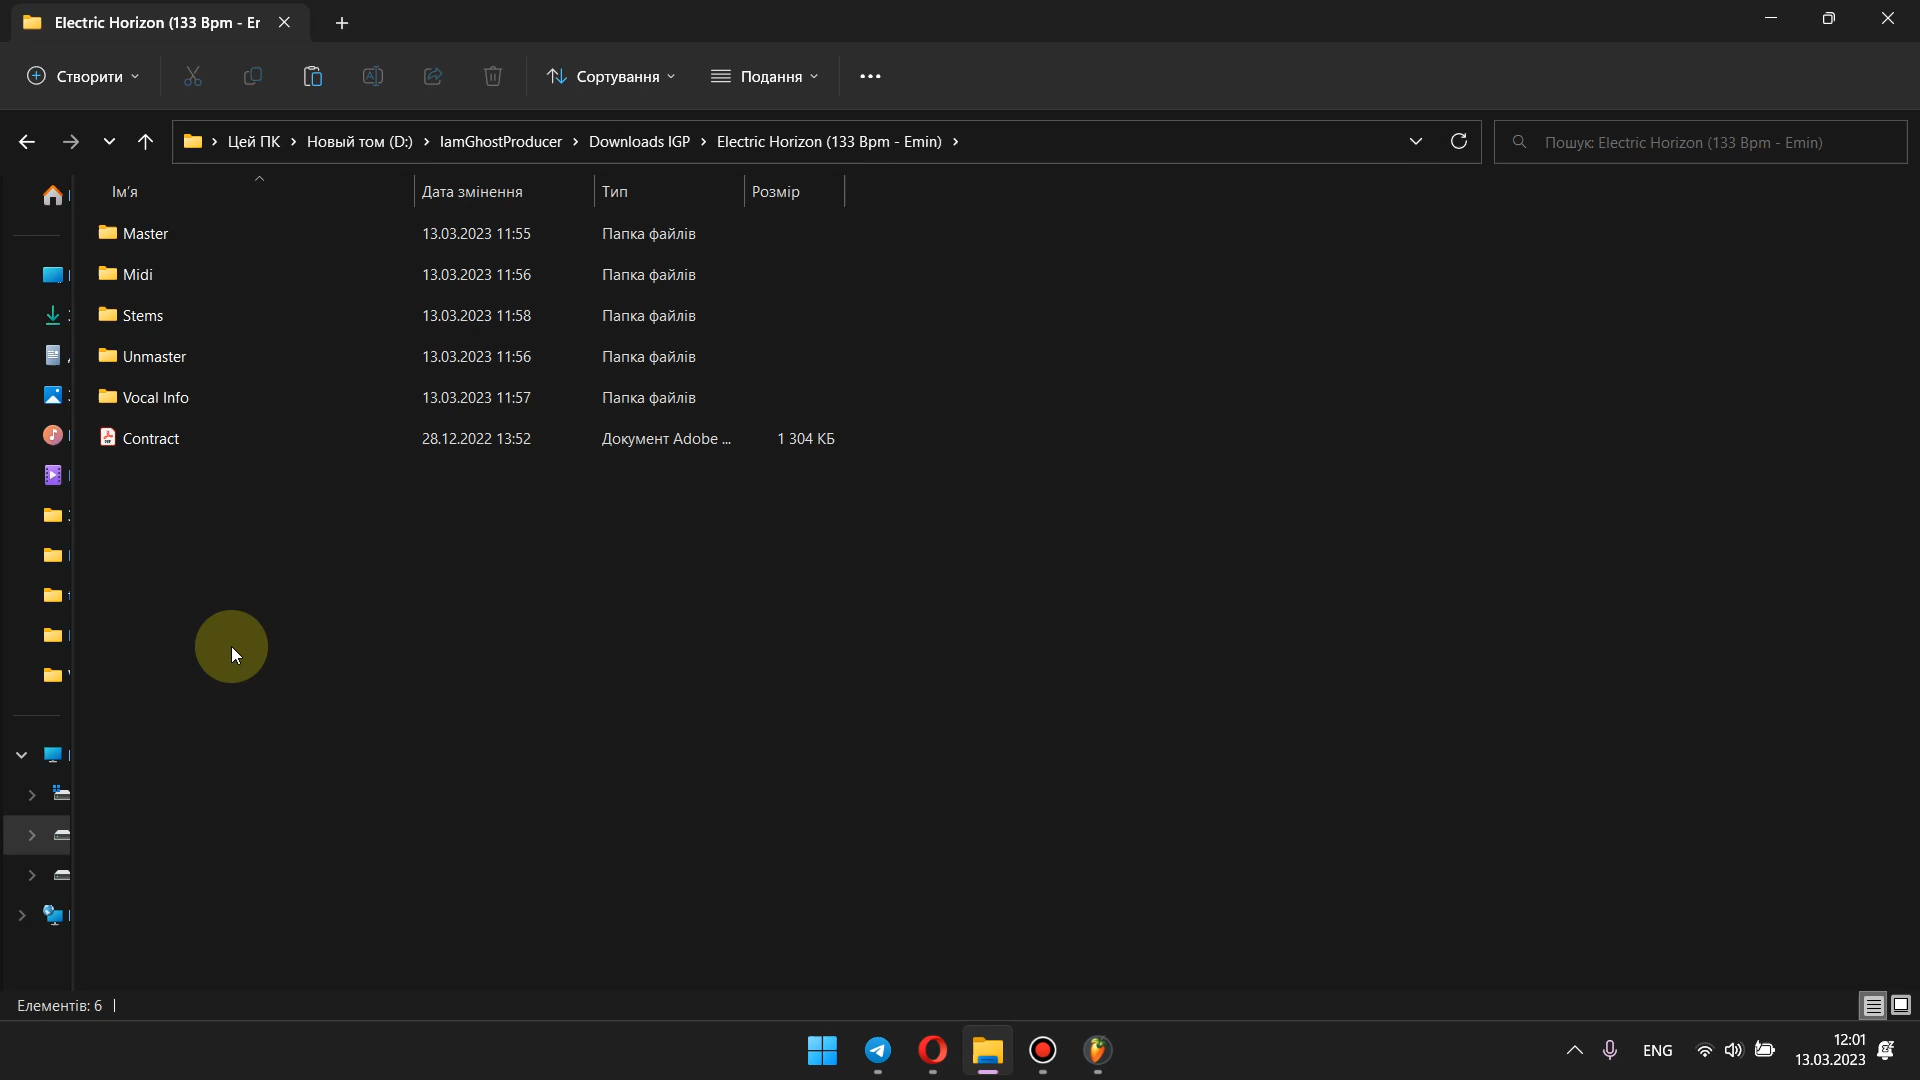 Electric Horizon (133 Bpm - Er
Створити
Сортування
Подання
Цей ПК > Новый том (D:) > IamGhostProducer > Downloads IGP > Electric Horizon (133 Bpm - Emin) >
Пошук: Electric Horizon (133 Bpm - Emin)
Ім'я Дата змінення Тип Розмір
Master 13.03.2023 11:55 Папка файлів
Midi 13.03.2023 11:56 Папка файлів
Stems 13.03.2023 11:58 Папка файлів
Unmaster 13.03.2023 11:56 Папка файлів
Vocal Info 13.03.2023 11:57 Папка файлів
Contract 28.12.2022 13:52 Документ Adobe ... 1 304 КБ
Елементів: 6
ENG
12:01
13.03.2023